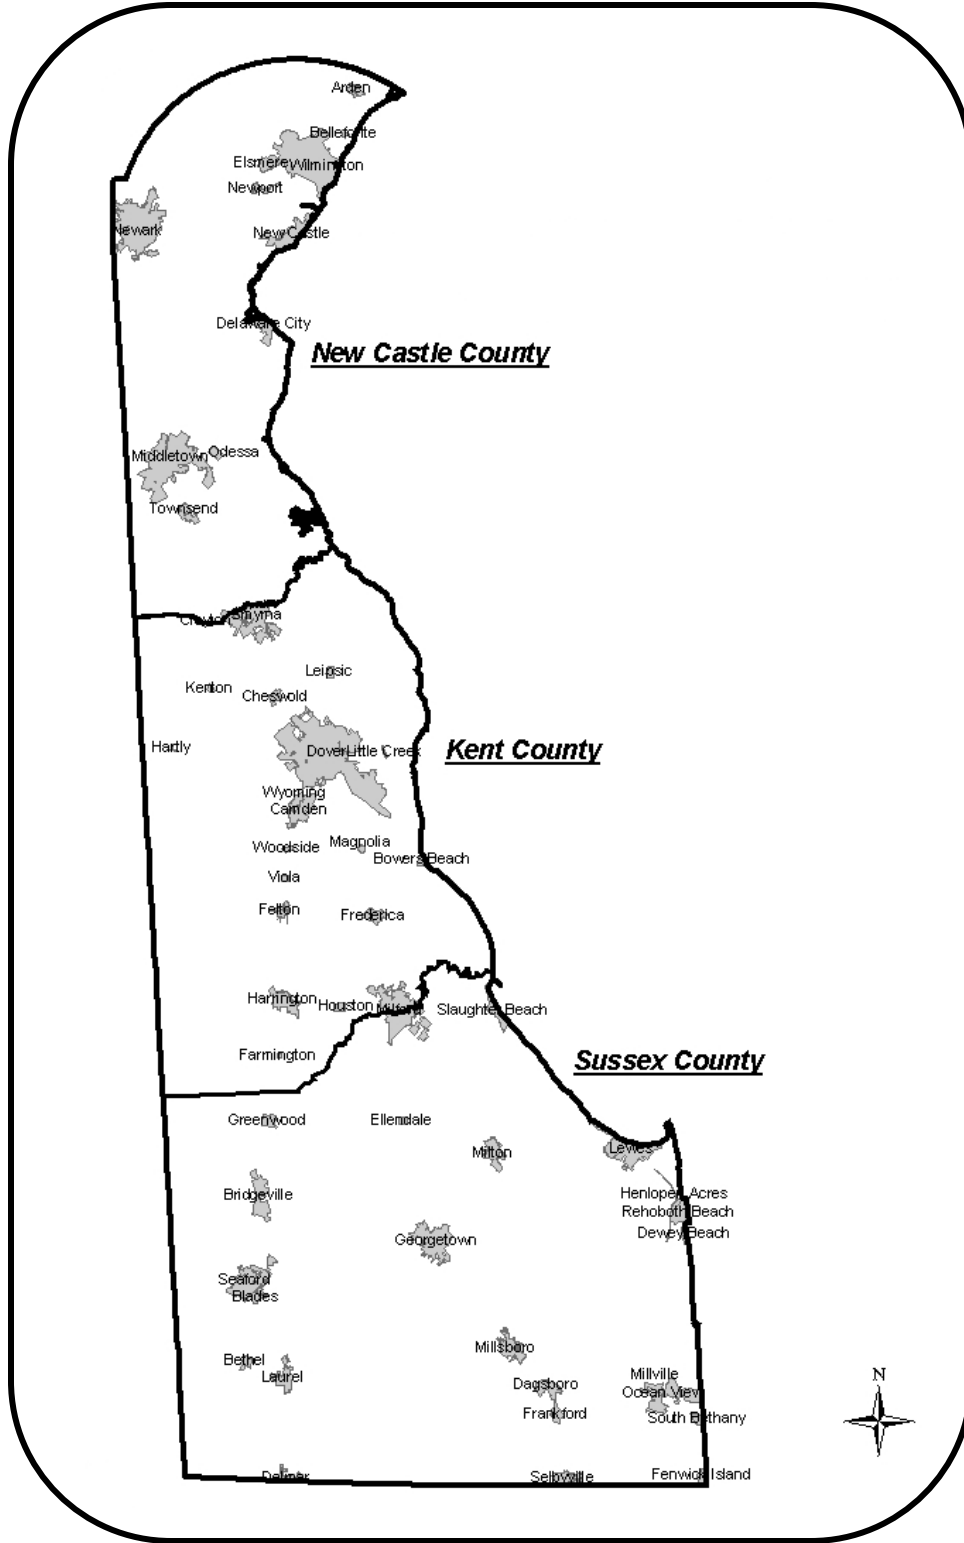 Arden
Bellefonte
Elsmere Wilmington
Newport
Newark
New Castle
Delaware City
New Castle County
Middletown Odessa
Townsend
Clayton Smyrna
Leipsic
Kenton
Cheswold
Hartly
Dover Little Creek
Kent County
Wyoming
Camden
Magnolia
Woodside
Bowers Beach
Viola
Felton
Frederica
Harrington
Houston Milford Slaughter Beach
Farmington
Sussex County
Greenwood Ellendale
Milton
Lewes
Bridgeville
Henlopen Acres
Rehoboth Beach
Dewey Beach
Georgetown
Seaford
Blades
Millsboro
Bethel
Laurel
Millville
N
Dagsboro
Ocean View
Frankford
South Bethany
Delmar
Selbyville
Fenwick Island